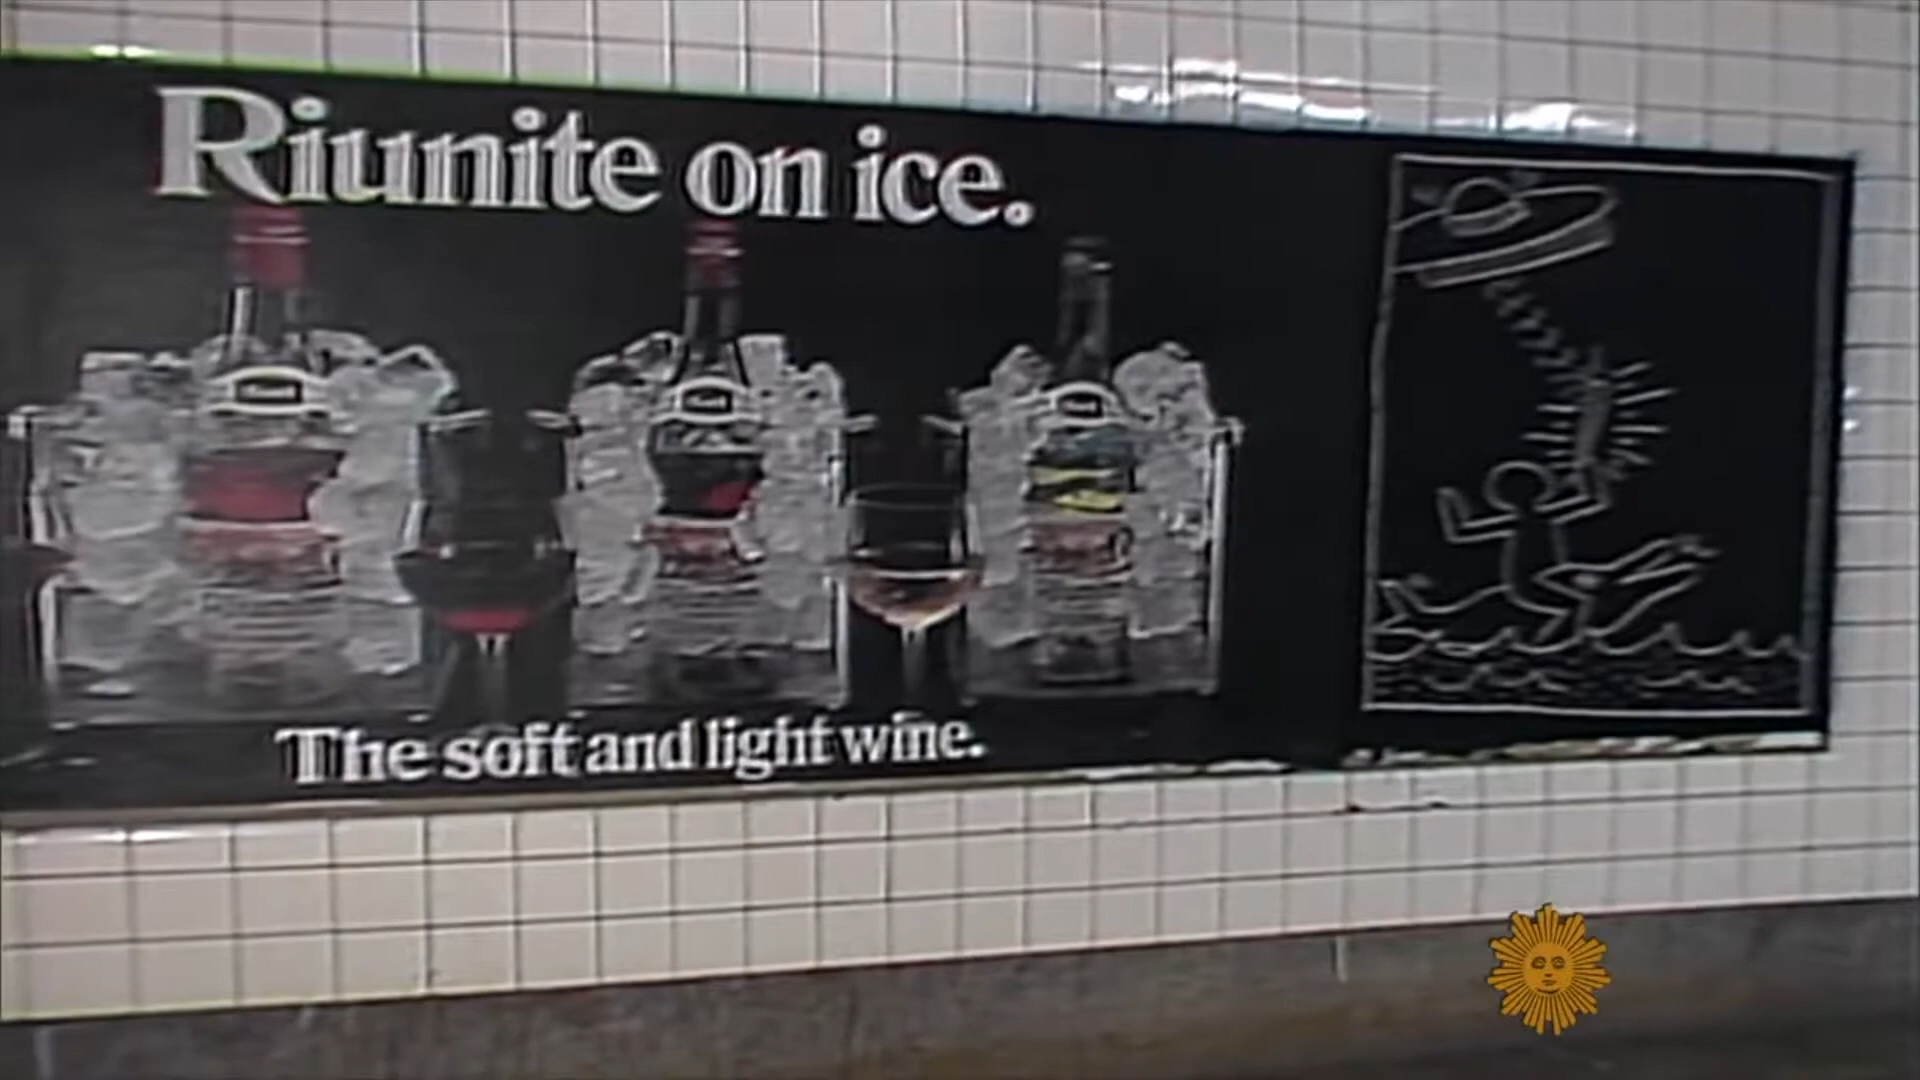 Riunite on ice.
The soft and light wine.